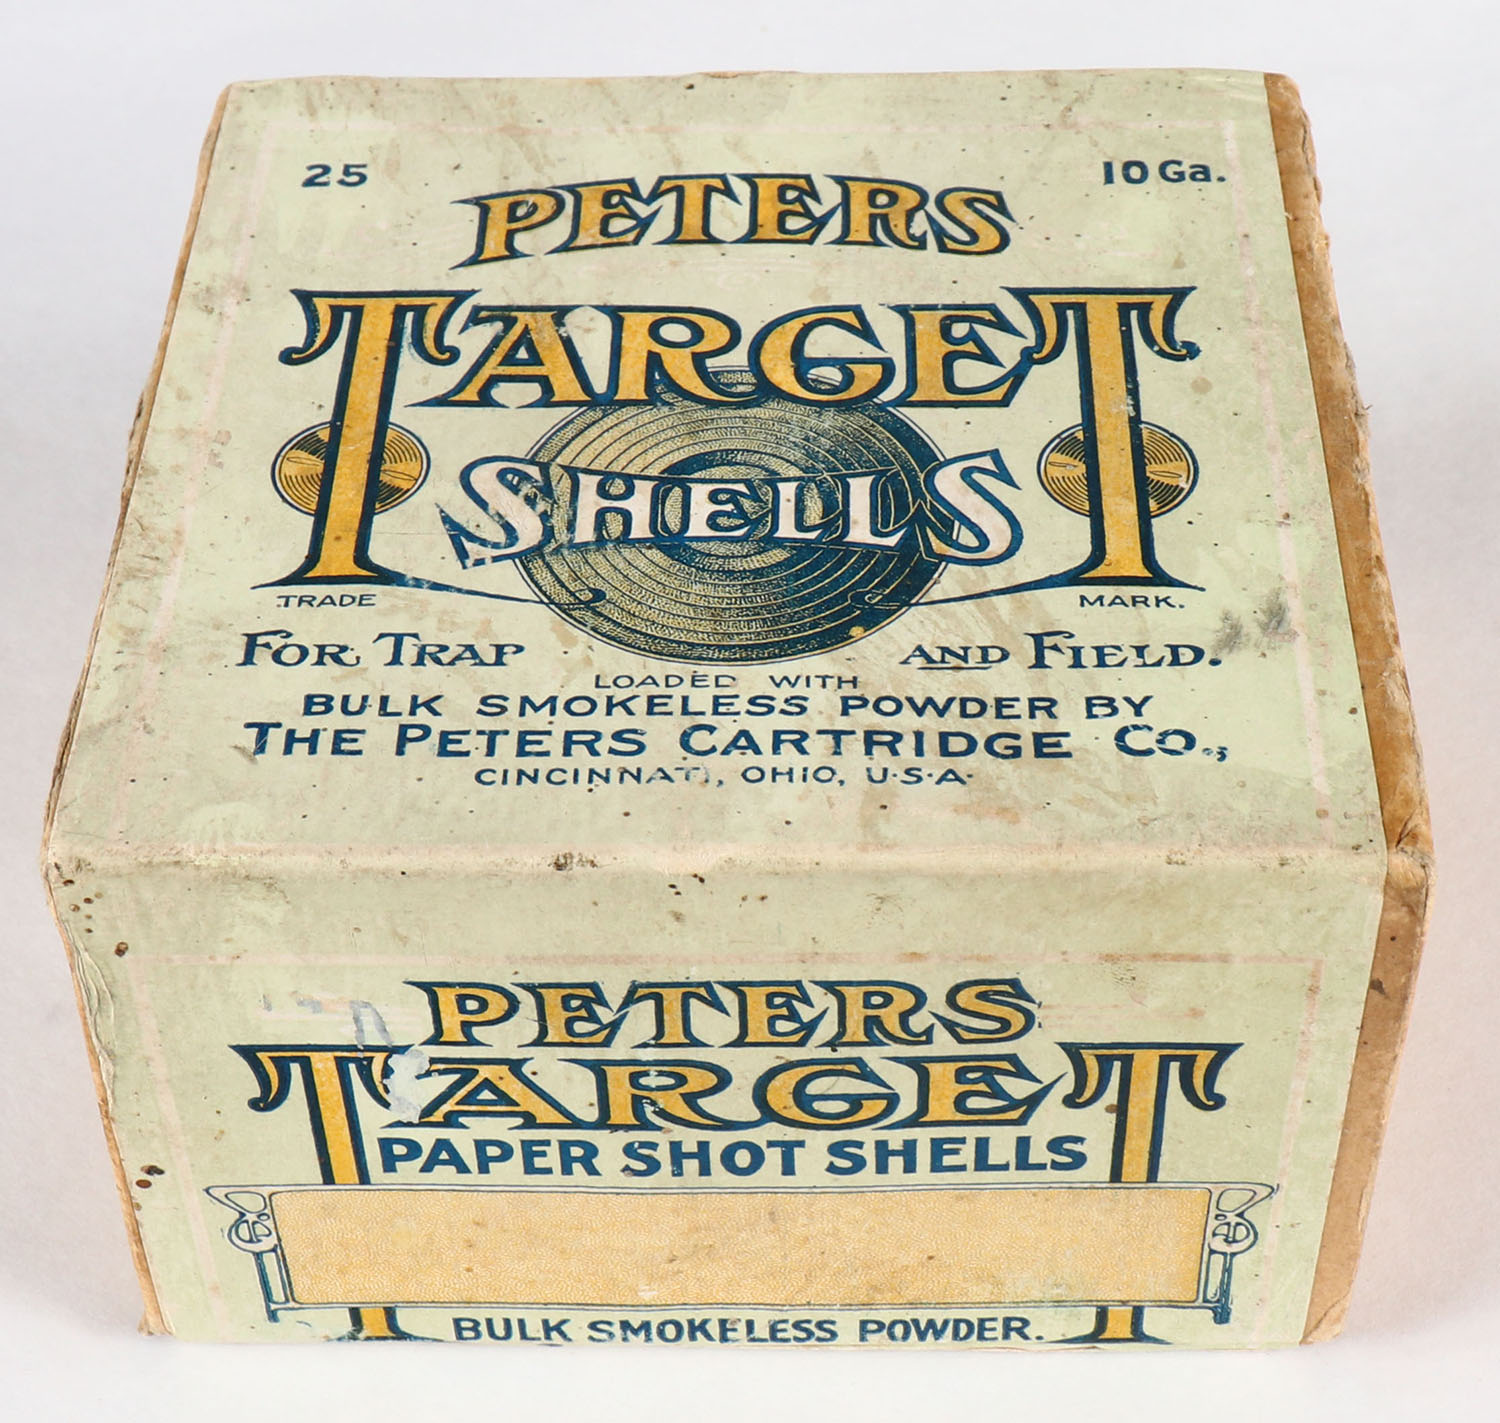 25 10 Ga.
PETERS
TARGET
SHELLS
TRADE MARK.
FOR TRAP AND FIELD.
LOADED WITH
BULK SMOKELESS POWDER BY
THE PETERS CARTRIDGE CO.,
CINCINNATI, OHIO, U.S.A.
PETERS
TARGET
PAPER SHOT SHELLS
BULK SMOKELESS POWDER.